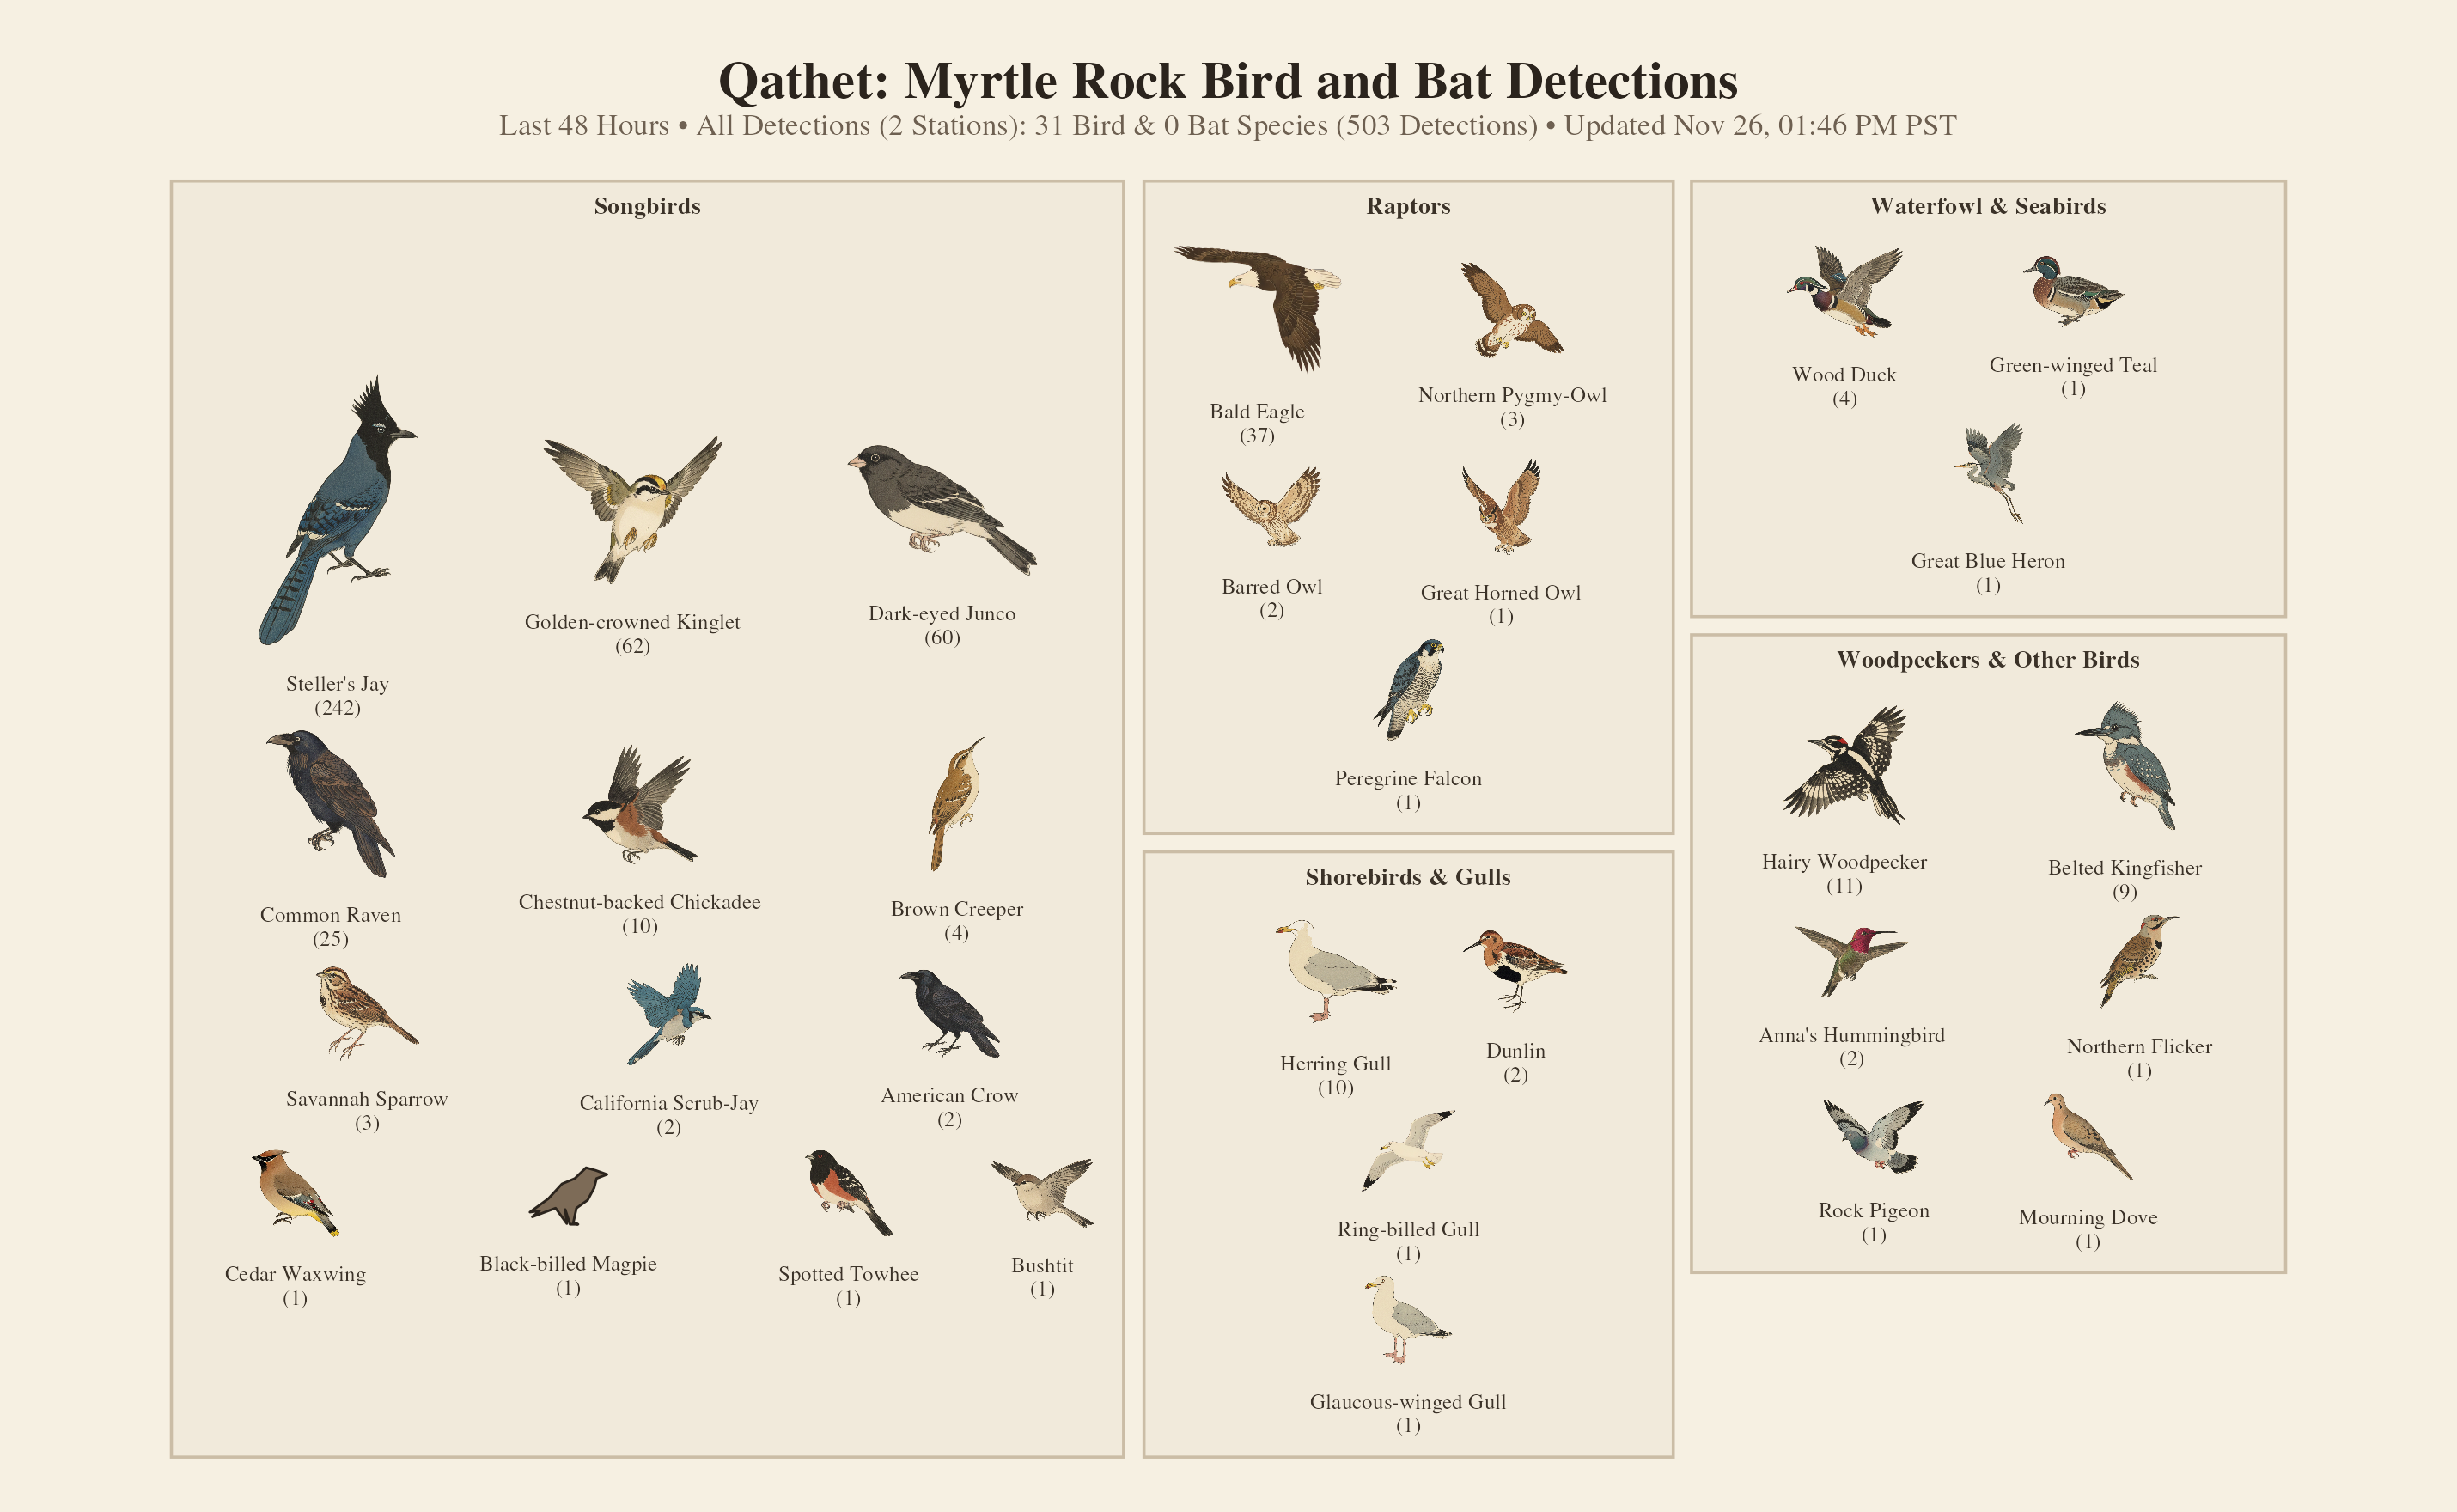 Qathet: Myrtle Rock Bird and Bat Detections
Last 48 Hours • All Detections (2 Stations): 31 Bird & 0 Bat Species (503 Detections) • Updated Nov 26, 01:46 PM PST
Songbirds
Steller's Jay
(242)
Golden-crowned Kinglet
(62)
Dark-eyed Junco
(60)
Common Raven
(25)
Chestnut-backed Chickadee
(10)
Brown Creeper
(4)
Savannah Sparrow
(3)
California Scrub-Jay
(2)
American Crow
(2)
Cedar Waxwing
(1)
Black-billed Magpie
(1)
Spotted Towhee
(1)
Bushtit
(1)
Raptors
Bald Eagle
(37)
Northern Pygmy-Owl
(3)
Barred Owl
(2)
Great Horned Owl
(1)
Peregrine Falcon
(1)
Shorebirds & Gulls
Herring Gull
(10)
Dunlin
(2)
Ring-billed Gull
(1)
Glaucous-winged Gull
(1)
Waterfowl & Seabirds
Wood Duck
(4)
Green-winged Teal
(1)
Great Blue Heron
(1)
Woodpeckers & Other Birds
Hairy Woodpecker
(11)
Belted Kingfisher
(9)
Anna's Hummingbird
(2)
Northern Flicker
(1)
Rock Pigeon
(1)
Mourning Dove
(1)